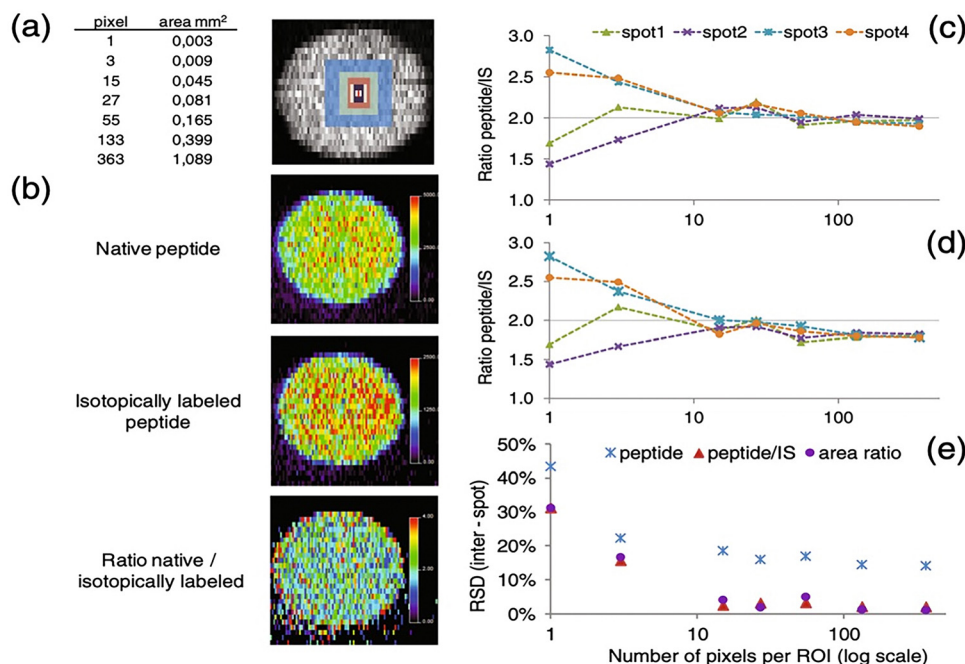 (a)
pixel area mm²
1 0,003
3 0,009
15 0,045
27 0,081
55 0,165
133 0,399
363 1,089
(b)
Native peptide
5000.
2500.
0.00
Isotopically labeled
peptide
2500.
1250.
0.00
Ratio native /
isotopically labeled
4.00
2.00
0.00
(c)
spot1 spot2 spot3 spot4
Ratio peptide/IS
3.0
2.5
2.0
1.5
1.0
1 10 100
(d)
Ratio peptide/IS
3.0
2.5
2.0
1.5
1.0
1 10 100
(e)
peptide peptide/IS area ratio
RSD (inter - spot)
50%
40%
30%
20%
10%
0%
1 10 100
Number of pixels per ROI (log scale)